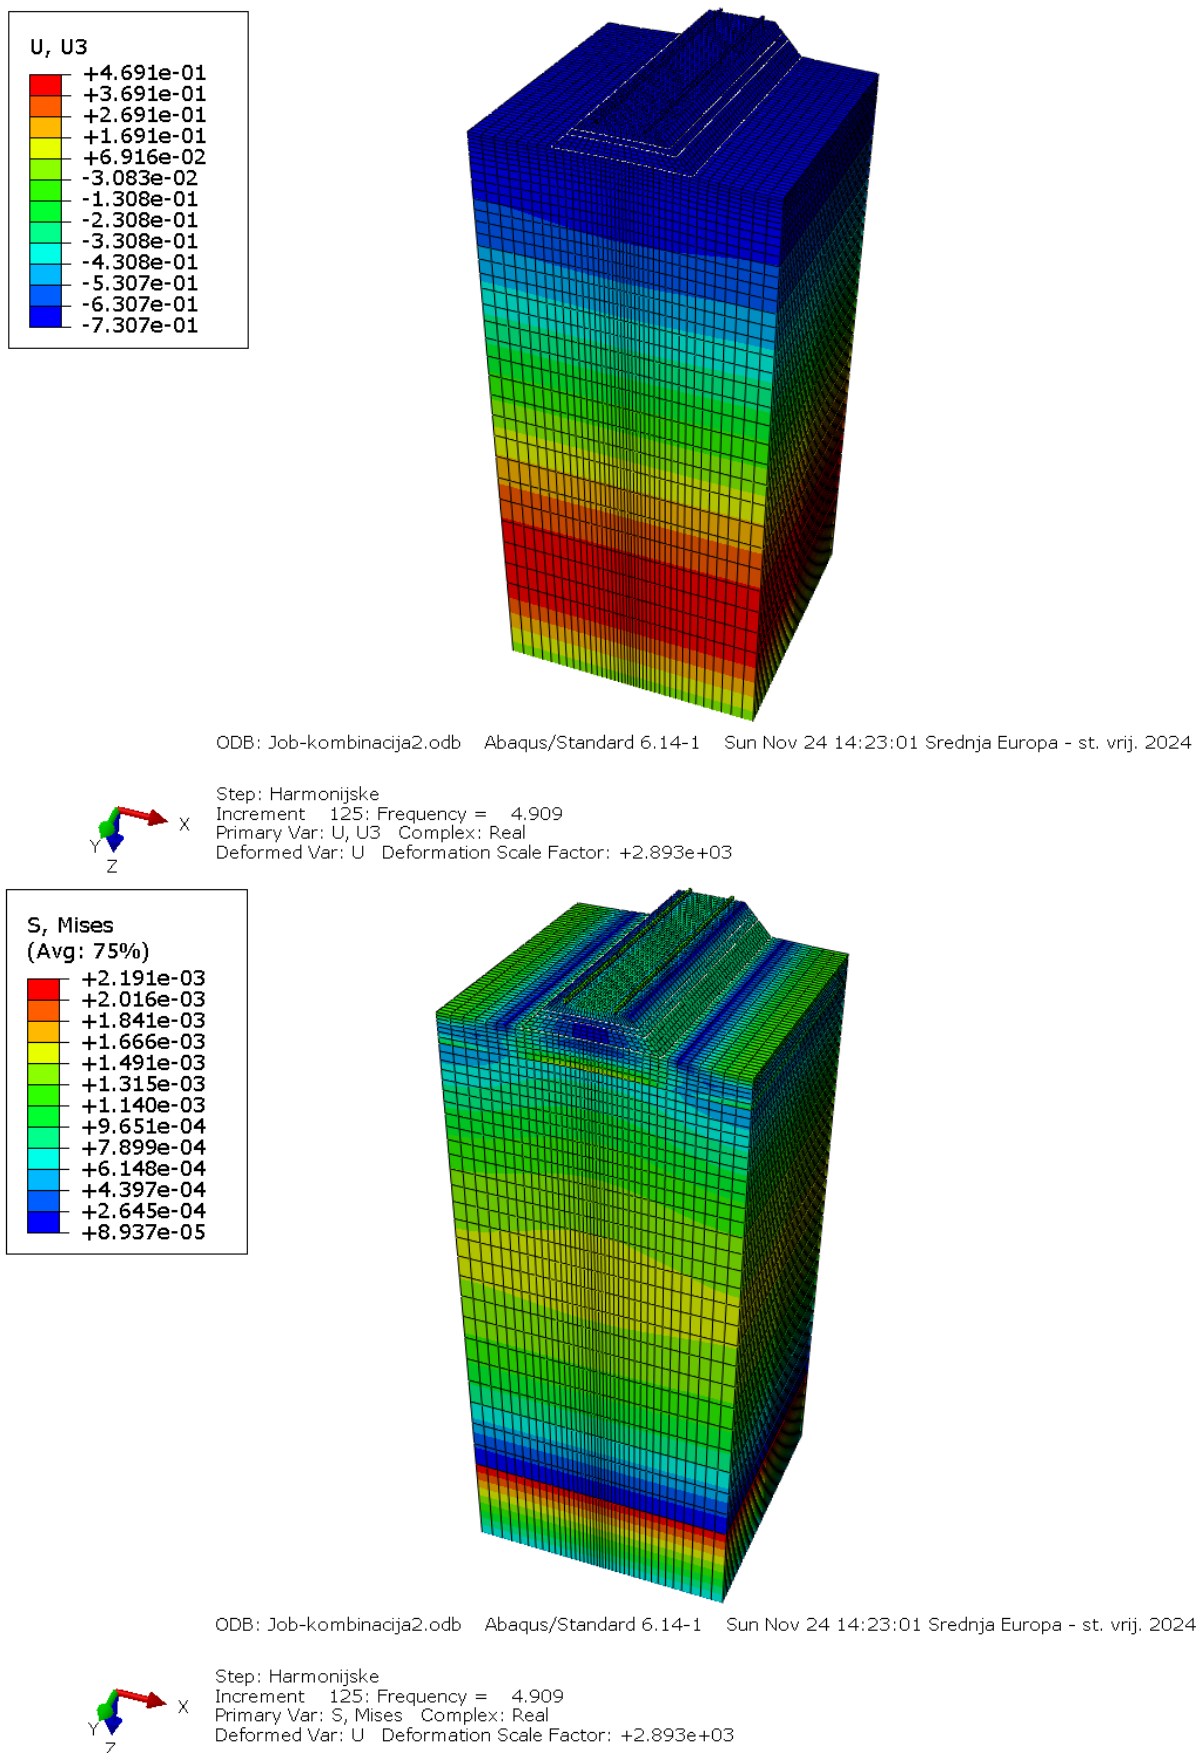 U, U3
+4.691e-01
+3.691e-01
+2.691e-01
+1.691e-01
+6.916e-02
-3.083e-02
-1.308e-01
-2.308e-01
-3.308e-01
-4.308e-01
-5.307e-01
-6.307e-01
-7.307e-01
ODB: Job-kombinacija2.odb Abaqus/Standard 6.14-1 Sun Nov 24 14:23:01 Srednja Europa - st. vrij. 2024
Step: Harmonijske
Increment 125: Frequency = 4.909
Primary Var: U, U3 Complex: Real
Deformed Var: U Deformation Scale Factor: +2.893e+03
X
Y
Z
S, Mises
(Avg: 75%)
+2.191e-03
+2.016e-03
+1.841e-03
+1.666e-03
+1.491e-03
+1.315e-03
+1.140e-03
+9.651e-04
+7.899e-04
+6.148e-04
+4.397e-04
+2.645e-04
+8.937e-05
ODB: Job-kombinacija2.odb Abaqus/Standard 6.14-1 Sun Nov 24 14:23:01 Srednja Europa - st. vrij. 2024
Step: Harmonijske
Increment 125: Frequency = 4.909
Primary Var: S, Mises Complex: Real
Deformed Var: U Deformation Scale Factor: +2.893e+03
X
Y
Z